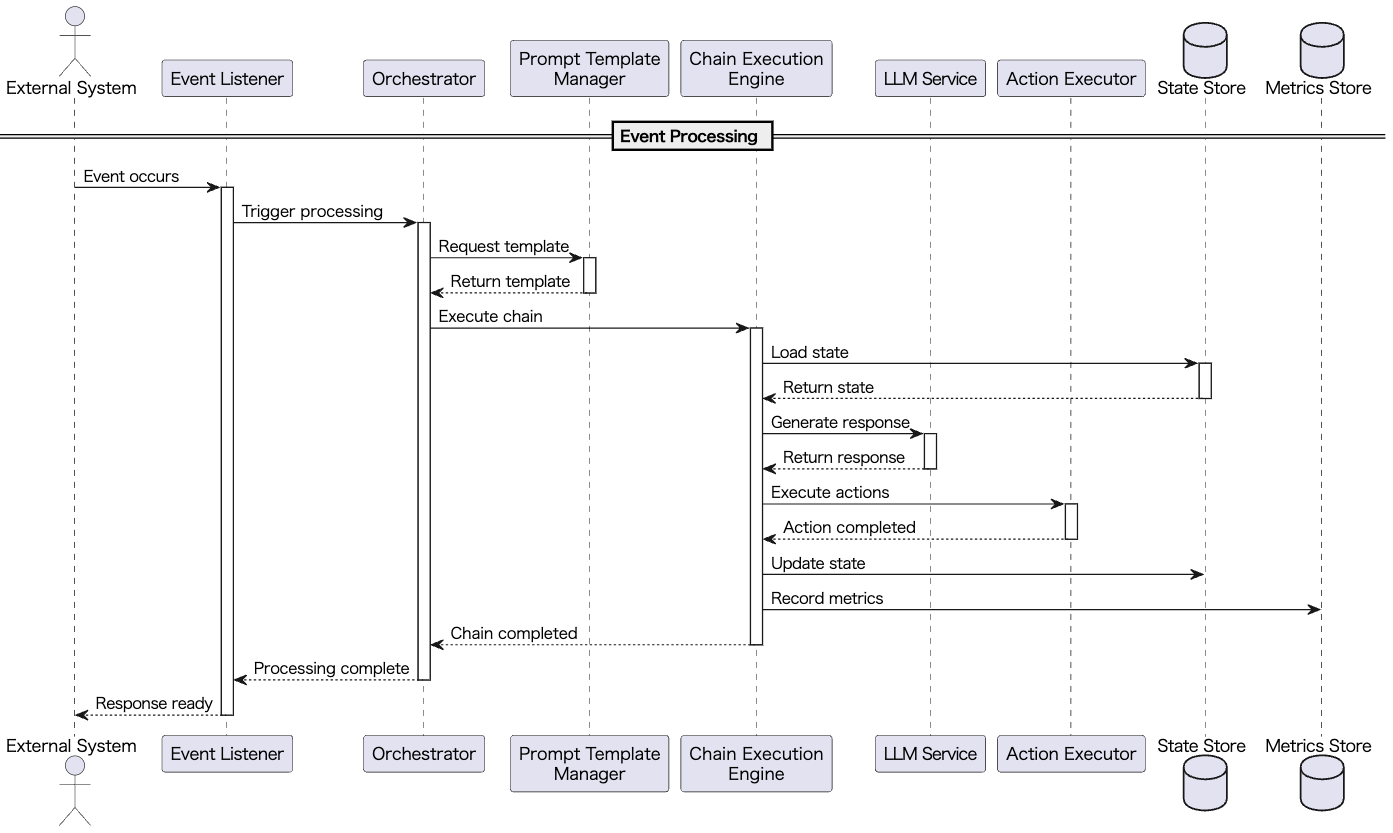 External System
Event Listener
Orchestrator
Prompt Template
Manager
Chain Execution
Engine
LLM Service
Action Executor
State Store
Metrics Store
Event Processing
Event occurs
Trigger processing
Request template
Return template
Execute chain
Load state
Return state
Generate response
Return response
Execute actions
Action completed
Update state
Record metrics
Chain completed
Processing complete
Response ready
External System
Event Listener
Orchestrator
Prompt Template
Manager
Chain Execution
Engine
LLM Service
Action Executor
State Store
Metrics Store